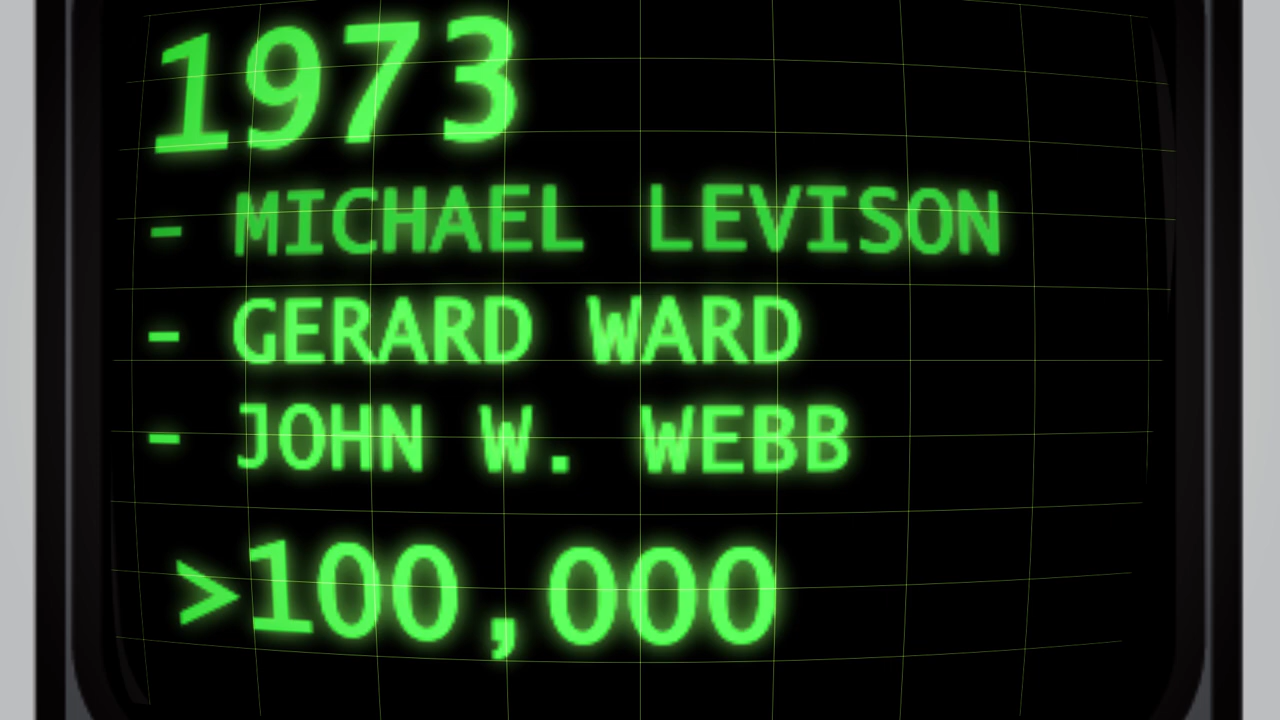 1973
- MICHAEL LEVISON
- GERARD WARD
- JOHN W. WEBB
>100,000